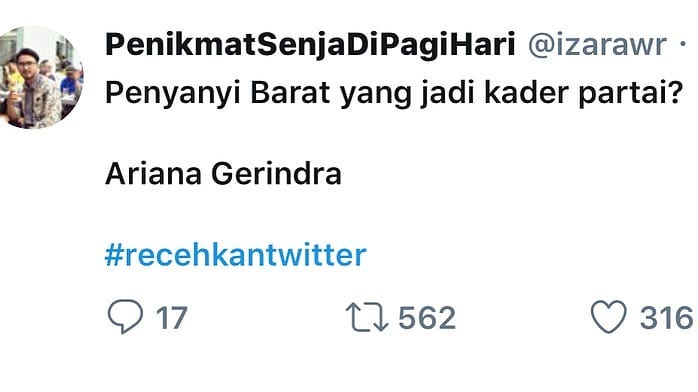 PenikmatSenjaDiPagiHari @izarawr ·
Penyanyi Barat yang jadi kader partai?
Ariana Gerindra
#recehkantwitter
17 562 316